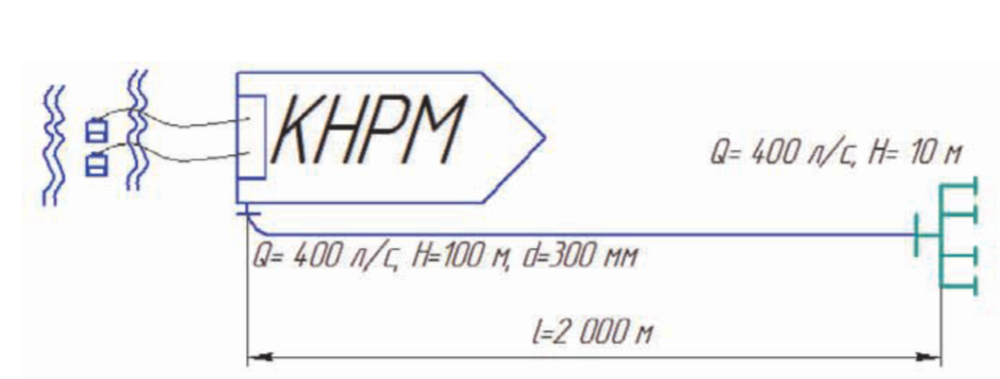 КНРМ
Q= 400 л/с, H= 10 м
Q= 400 л/с, H=100 м, d=300 мм
l=2 000 м